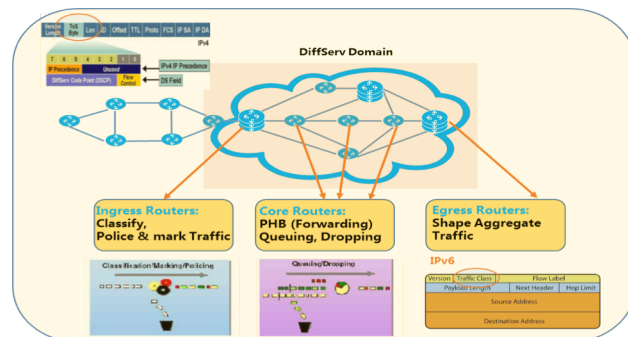 Version Length ToS Byte Len ID Offset TTL Proto FCS IP SA IP DA
IPv4
DiffServ Domain
7 6 5 4 3 2 1 0
IP Precedence Unused
IPv4 IP Precedence
DiffServ Code Point (DSCP) Flow Control
DS Field
Ingress Routers:
Classify,
Police & mark Traffic
Core Routers:
PHB (Forwarding)
Queuing, Dropping
Egress Routers:
Shape Aggregate
Traffic
Classification/Marking/Policing
Queuing/Dropping
IPv6
Version Traffic Class Flow Label
Payload Length Next Header Hop Limit
Source Address
Destination Address